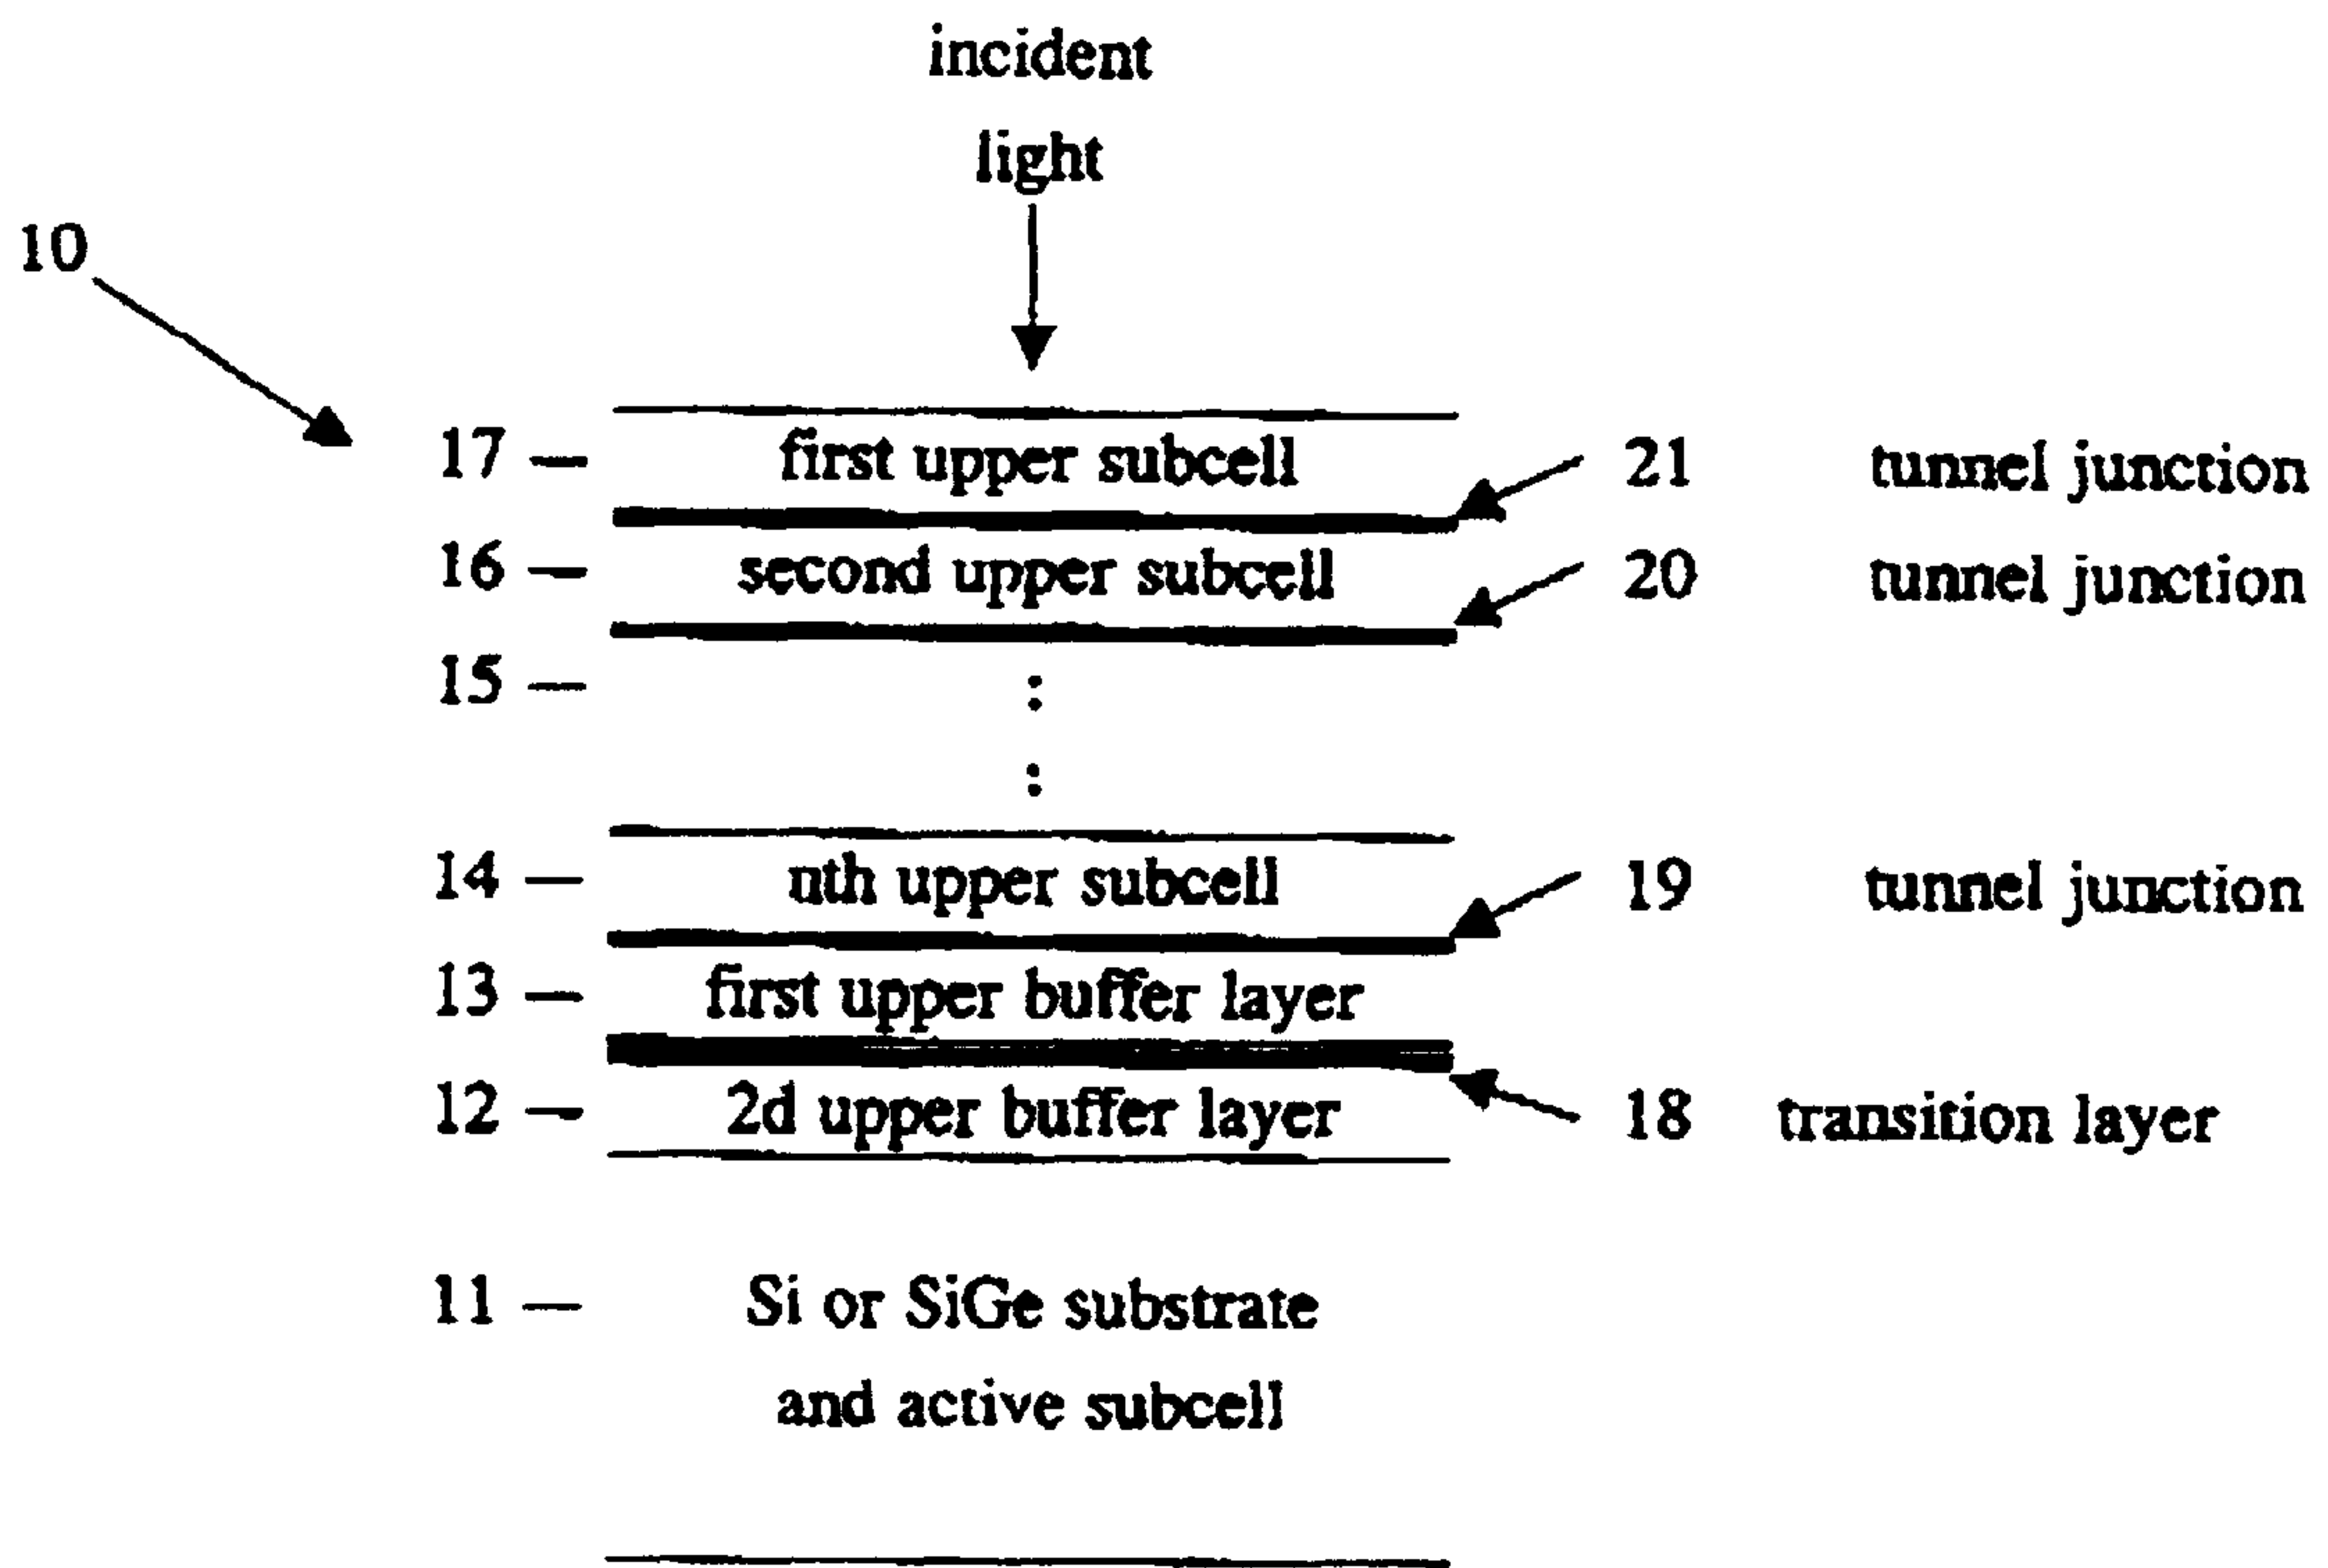 incident
light
10
17 — first upper subcell 21 tunnel junction
16 — second upper subcell 20 tunnel junction
15 — :
:
14 — nth upper subcell 19 tunnel junction
13 — first upper buffer layer
12 — 2d upper buffer layer 18 transition layer
11 — Si or SiGe substrate
and active subcell